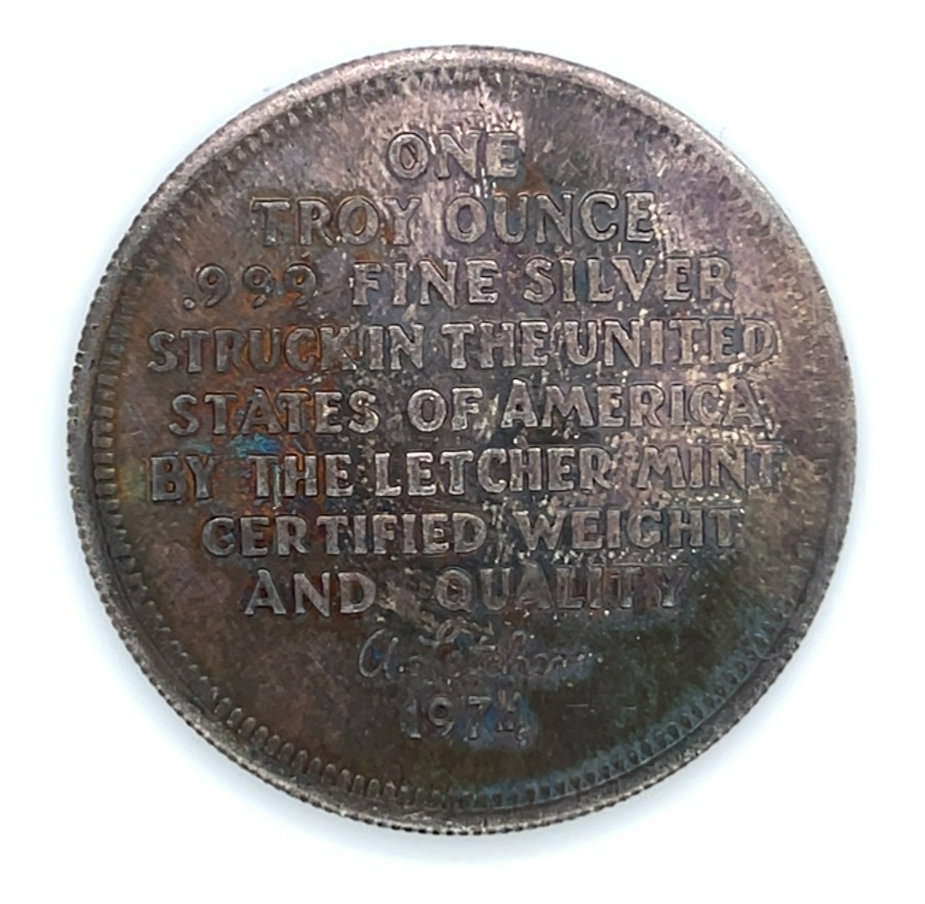 ONE
TROY OUNCE
.999 FINE SILVER
STRUCK IN THE UNITED
STATES OF AMERICA
BY THE LETCHER MINT
CERTIFIED WEIGHT
AND QUALITY
1974